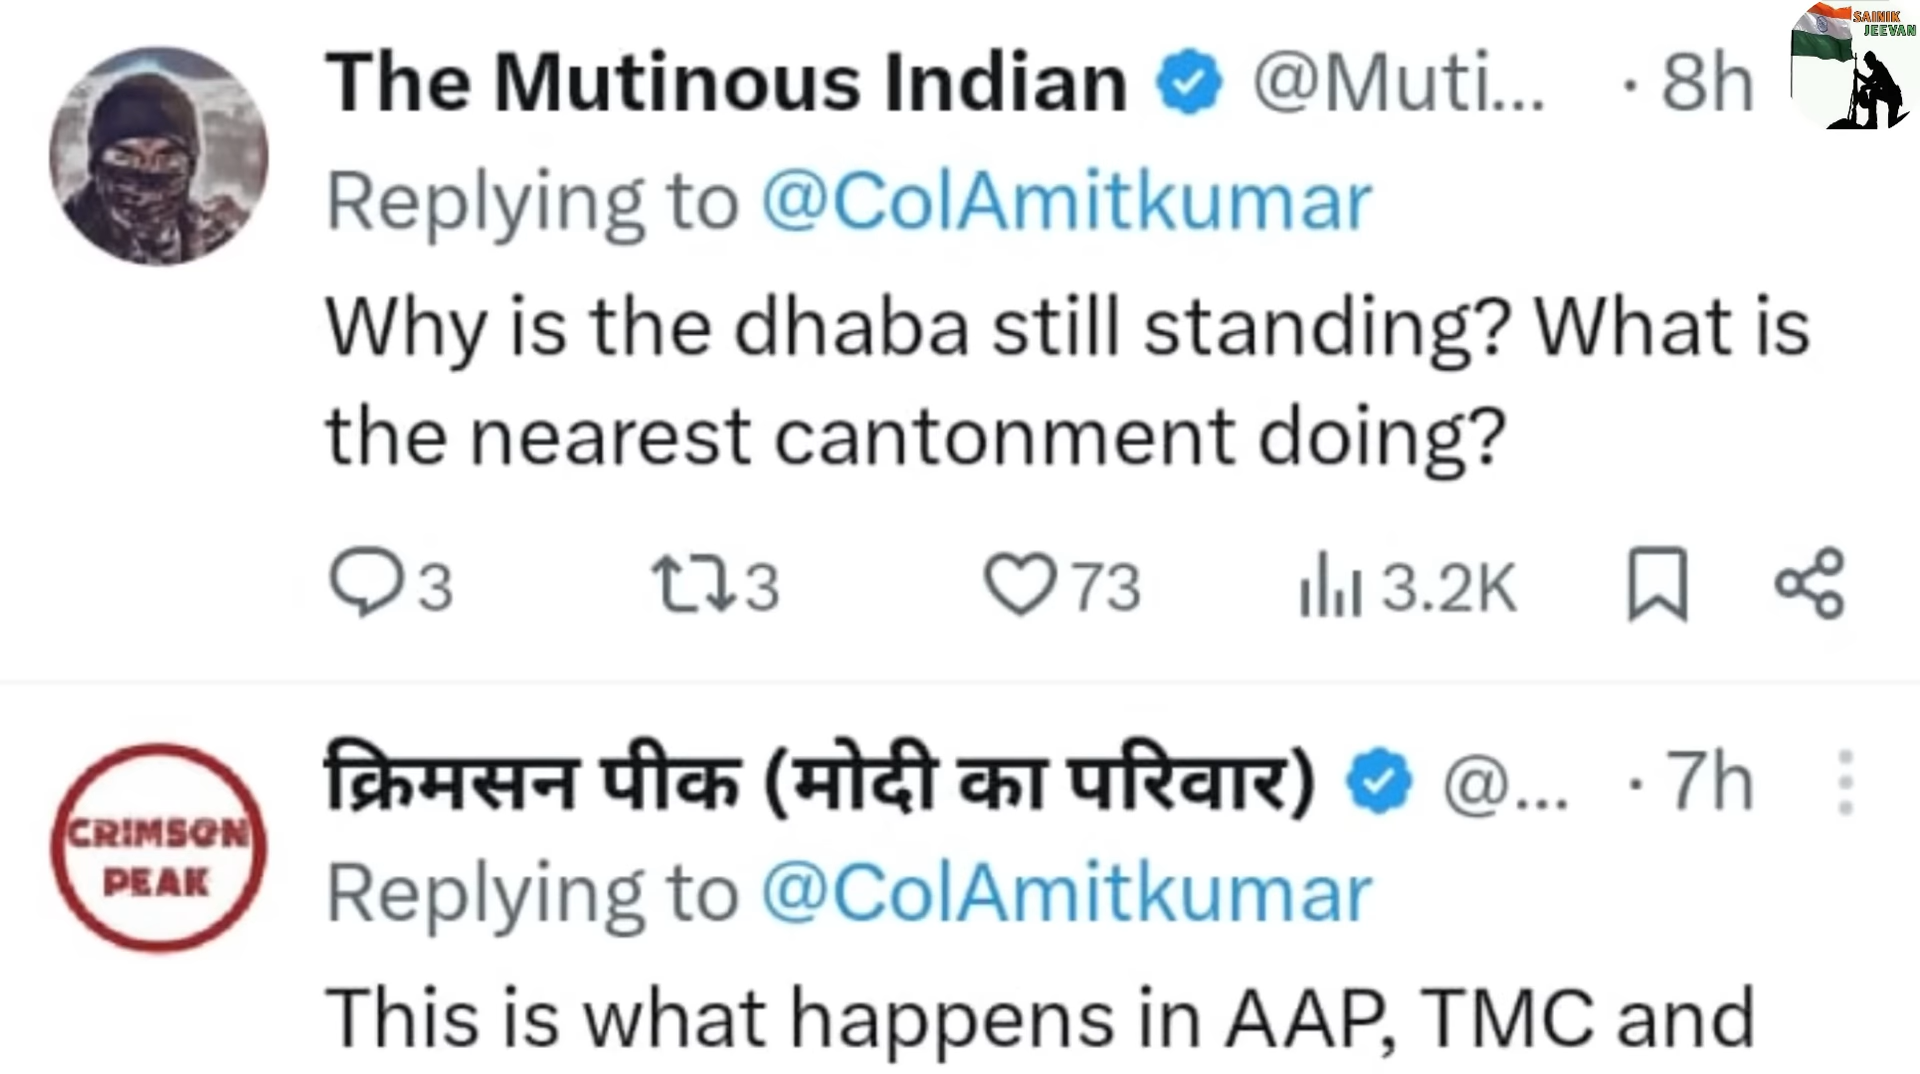 The Mutinous Indian @Muti... · 8h
SAINIK
JEEVAN
Replying to @ColAmitkumar
Why is the dhaba still standing? What is
the nearest cantonment doing?
3 3 73 3.2K
क्रिमसन पीक (मोदी का परिवार) @... · 7h
CRIMSON
PEAK
Replying to @ColAmitkumar
This is what happens in AAP, TMC and